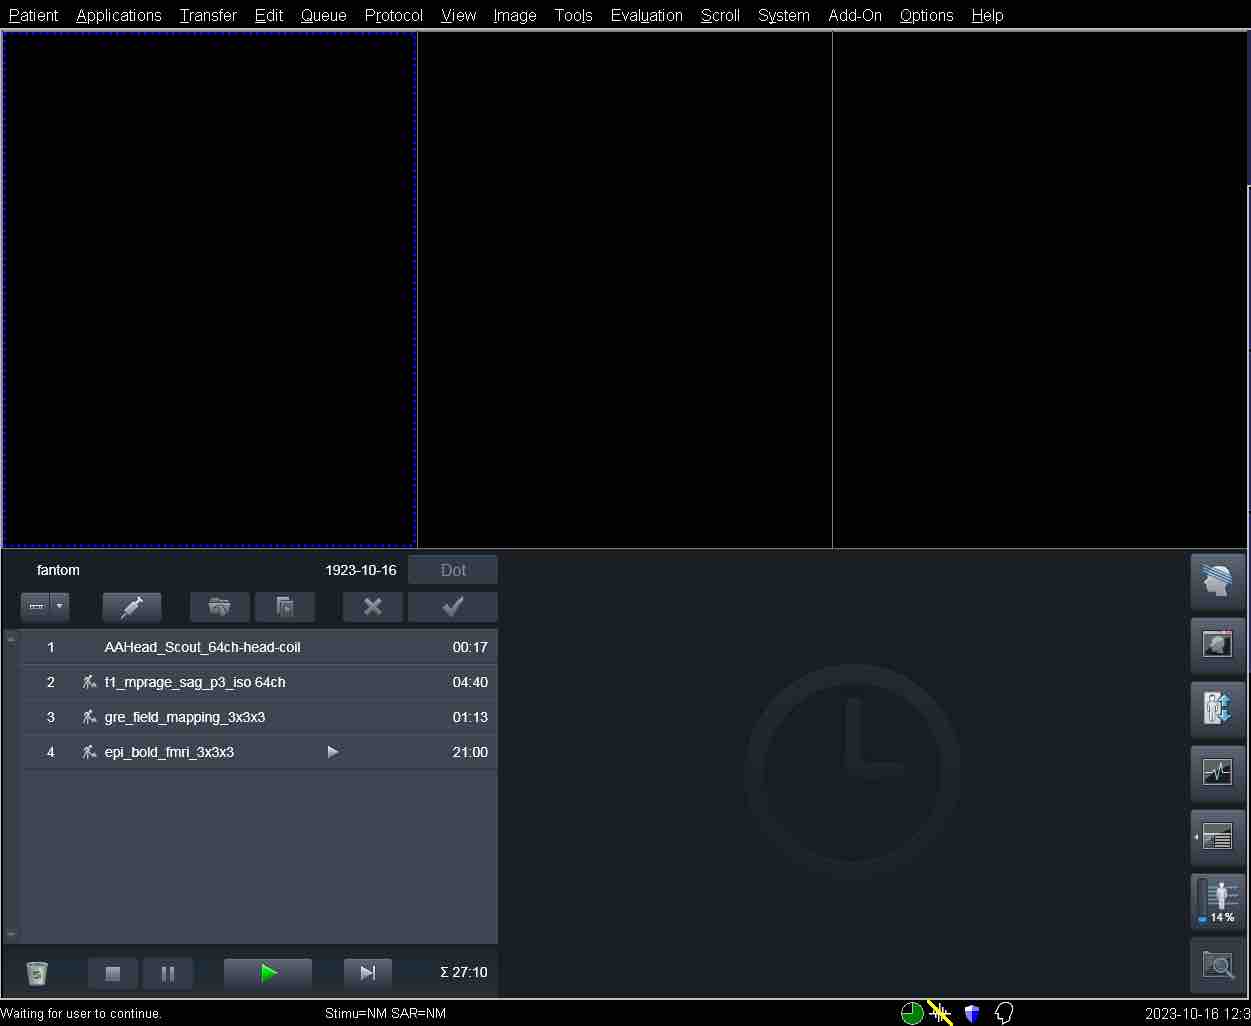 Patient Applications Transfer Edit Queue Protocol View Image Tools Evaluation Scroll System Add-On Options Help
fantom 1923-10-16 Dot
1 AAHead_Scout_64ch-head-coil 00:17
2 t1_mprage_sag_p3_iso 64ch 04:40
3 gre_field_mapping_3x3x3 01:13
4 epi_bold_fmri_3x3x3 21:00
14 %
Σ 27:10
Waiting for user to continue. Stimu=NM SAR=NM 2023-10-16 12:3